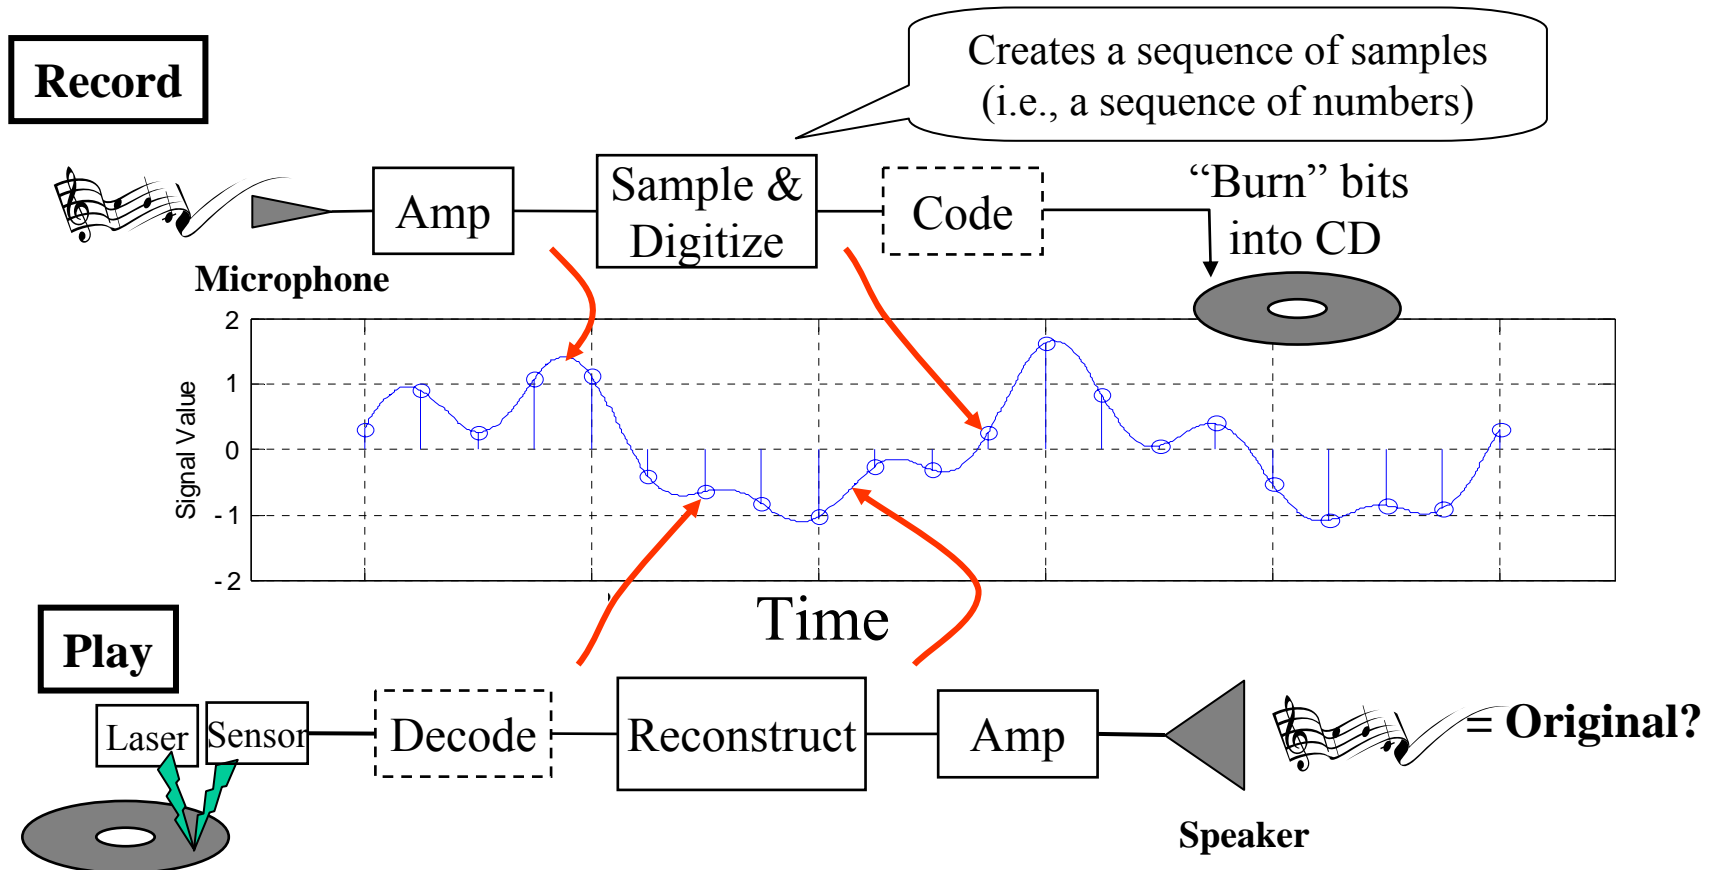 Record
Creates a sequence of samples
(i.e., a sequence of numbers)
Amp
Sample &
Digitize
Code
“Burn” bits
into CD
Microphone
2
1
0
-1
-2
Signal Value
Time
Play
Laser
Sensor
Decode
Reconstruct
Amp
= Original?
Speaker